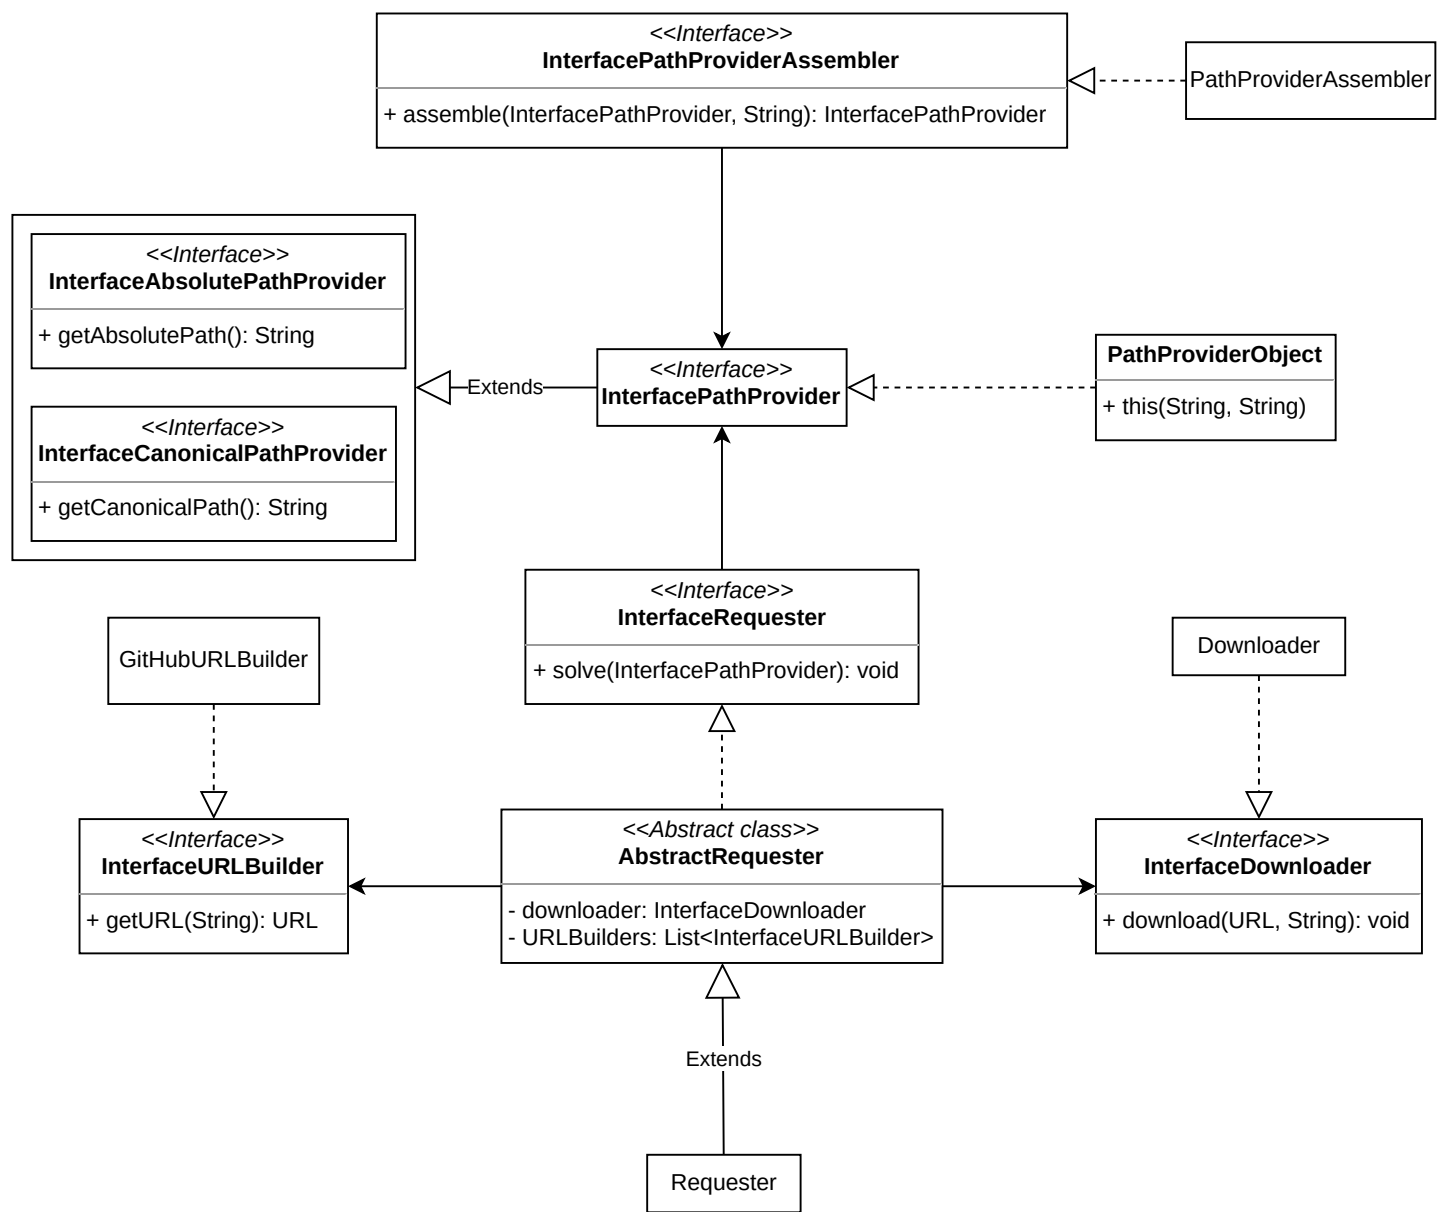 <<Interface>>
InterfacePathProviderAssembler
+ assemble(InterfacePathProvider, String): InterfacePathProvider
PathProviderAssembler
<<Interface>>
InterfaceAbsolutePathProvider
+ getAbsolutePath(): String
<<Interface>>
InterfaceCanonicalPathProvider
+ getCanonicalPath(): String
Extends
<<Interface>>
InterfacePathProvider
PathProviderObject
+ this(String, String)
<<Interface>>
InterfaceRequester
+ solve(InterfacePathProvider): void
GitHubURLBuilder
Downloader
<<Interface>>
InterfaceURLBuilder
+ getURL(String): URL
<<Abstract class>>
AbstractRequester
- downloader: InterfaceDownloader
- URLBuilders: List<InterfaceURLBuilder>
<<Interface>>
InterfaceDownloader
+ download(URL, String): void
Extends
Requester